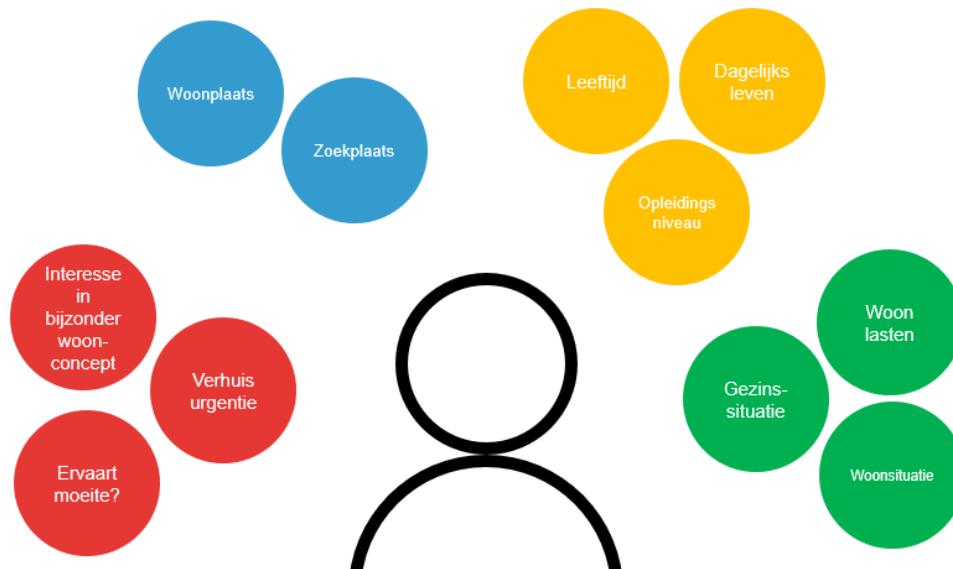 Woonplaats
Zoekplaats
Leeftijd
Dagelijks
leven
Opleidings
niveau
Interesse
in
bijzonder
woon-
concept
Verhuis
urgentie
Ervaart
moeite?
Woon
lasten
Gezins-
situatie
Woonsituatie